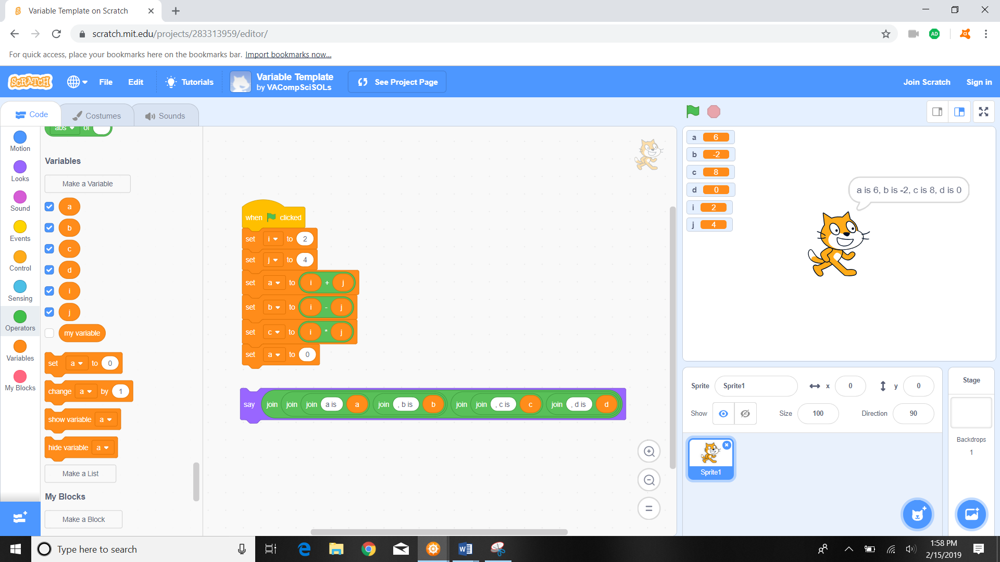 Variable Template on Scratch
scratch.mit.edu/projects/283313959/editor/
For quick access, place your bookmarks here on the bookmarks bar. Import bookmarks now...
SCRATCH
File
Edit
Tutorials
Variable Template
by VACompSciSOLs
See Project Page
Join Scratch
Sign in
Code
Costumes
Sounds
Motion
Looks
Sound
Events
Control
Sensing
Operators
Variables
My Blocks
abs of
Variables
Make a Variable
a
b
c
d
i
j
my variable
set a to 0
change a by 1
show variable a
hide variable a
Make a List
My Blocks
Make a Block
when clicked
set i to 2
set j to 4
set a to i + j
set b to i - j
set c to i * j
set a to 0
say join join join a is a join , b is b join join , c is c join , d is d
a 6
b -2
c 8
d 0
i 2
j 4
a is 6, b is -2, c is 8, d is 0
Sprite Sprite1 x 0 y 0
Show Size 100 Direction 90
Sprite1
Stage
Backdrops
1
Type here to search
1:58 PM
2/15/2019
AD